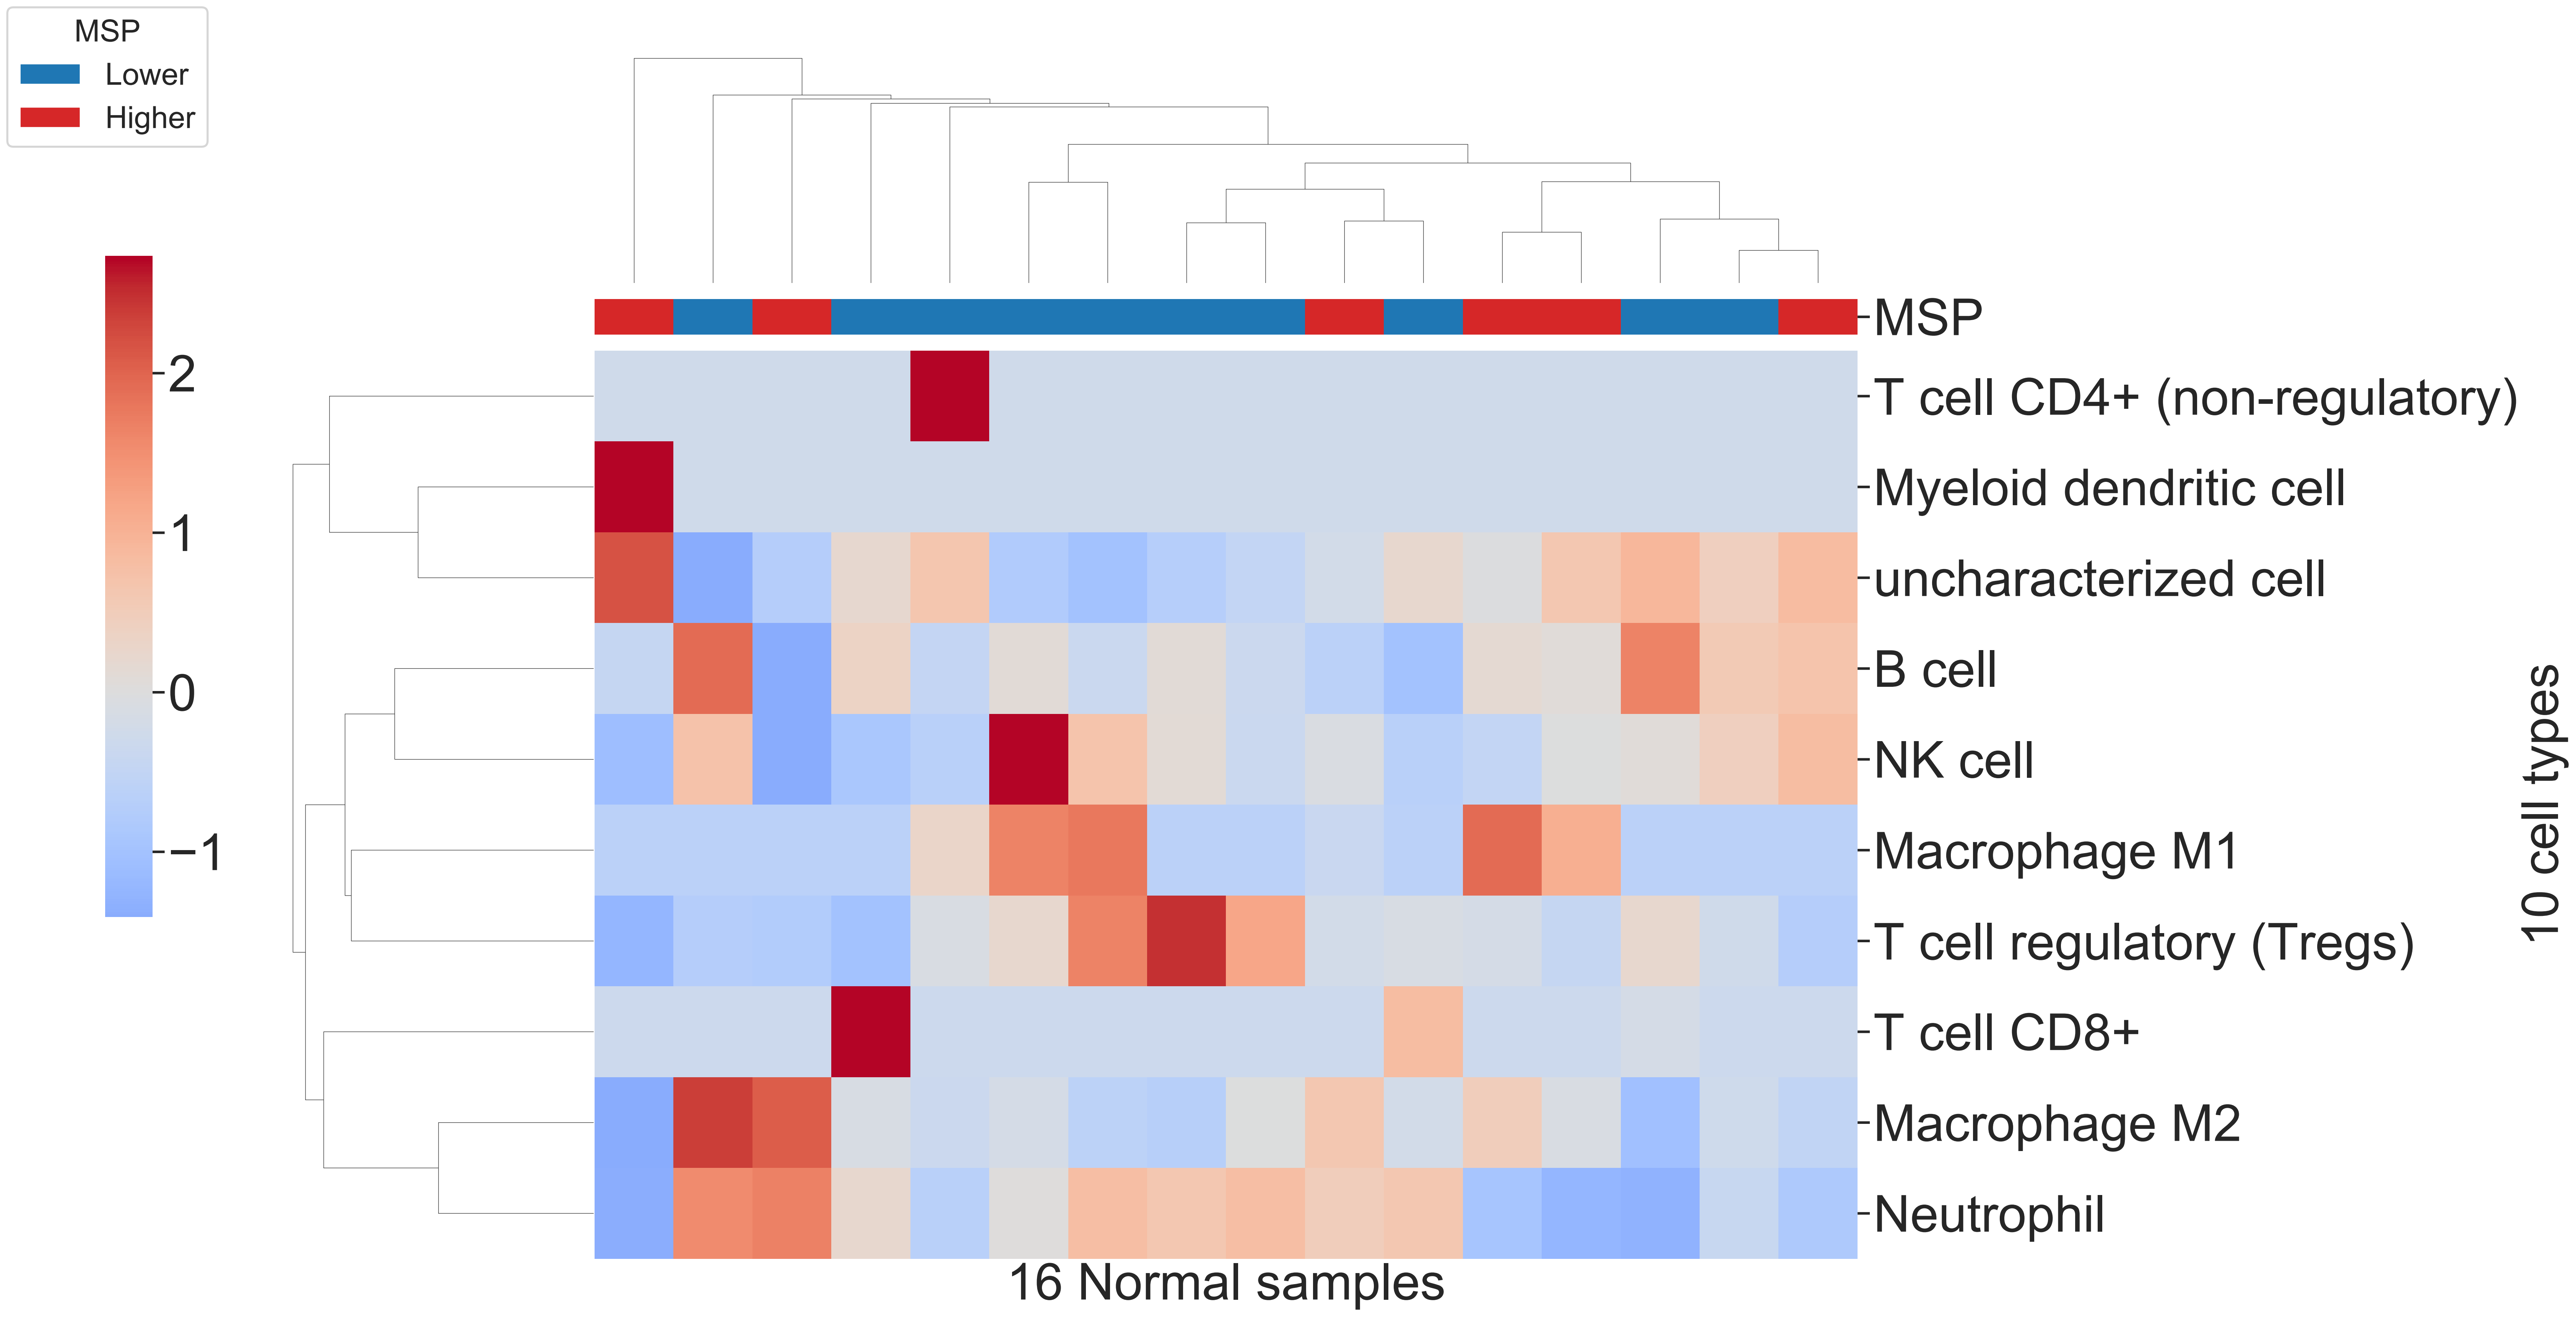 MSP
Lower
Higher
2
1
0
−1
MSP
T cell CD4+ (non-regulatory)
Myeloid dendritic cell
uncharacterized cell
B cell
NK cell
Macrophage M1
T cell regulatory (Tregs)
T cell CD8+
Macrophage M2
Neutrophil
10 cell types
16 Normal samples